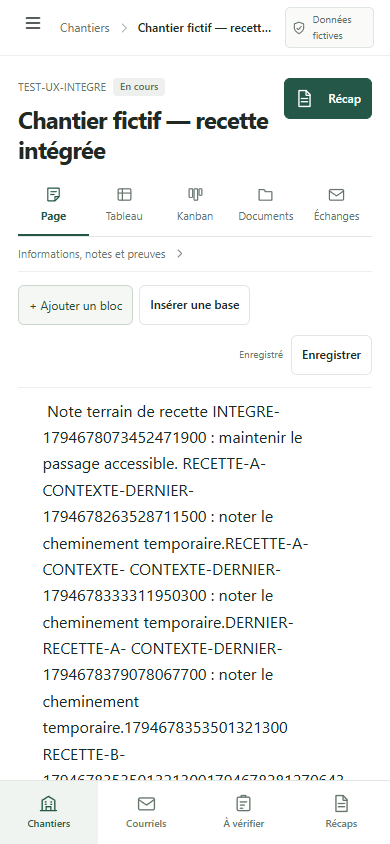 Chantiers
Chantier fictif — recett...
Données
fictives
TEST-UX-INTEGRE
En cours
Récap
Chantier fictif — recette
intégrée
Page
Tableau
Kanban
Documents
Échanges
Informations, notes et preuves
+ Ajouter un bloc
Insérer une base
Enregistré
Enregistrer
Note terrain de recette INTEGRE-
1794678073452471900 : maintenir le
passage accessible. RECETTE-A-
CONTEXTE-DERNIER-
1794678263528711500 : noter le
cheminement temporaire.RECETTE-A-
CONTEXTE- CONTEXTE-DERNIER-
1794678333311950300 : noter le
cheminement temporaire.DERNIER-
RECETTE-A- CONTEXTE-DERNIER-
1794678379078067700 : noter le
cheminement
temporaire.1794678353501321300
RECETTE-B-
Chantiers
Courriels
À vérifier
Récaps